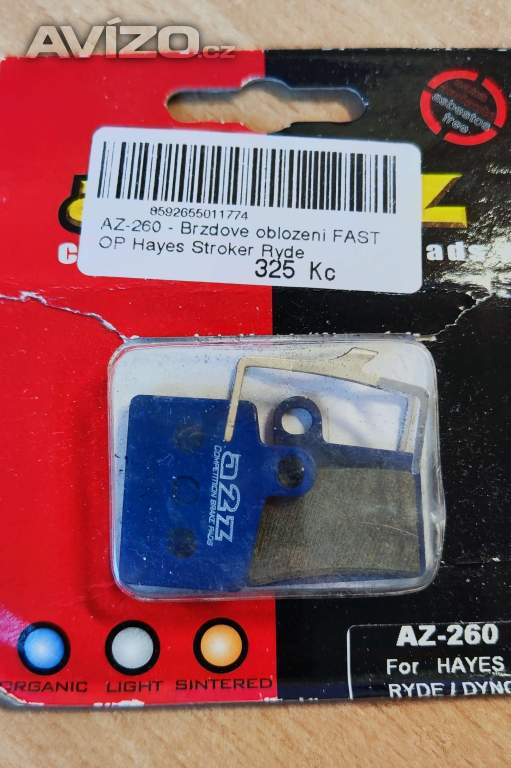 AVÍZO.cz
asbestos
free
8592655011774
AZ-260 - Brzdove oblozeni FAST
OP Hayes Stroker Ryde
325 Kc
ads
a2z
COMPETITION BRAKE PADS
ORGANIC LIGHT SINTERED
AZ-260
For HAYES
RYDE / DYNO